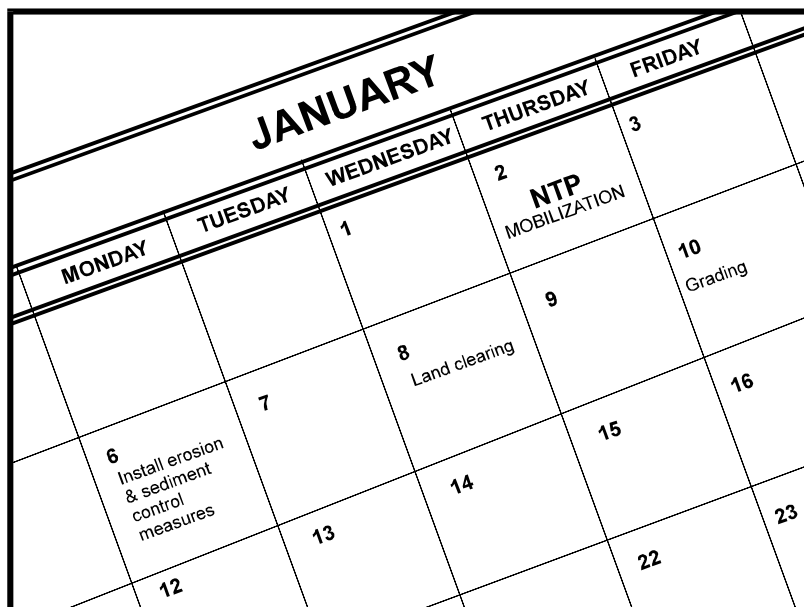 JANUARY
MONDAY TUESDAY WEDNESDAY THURSDAY FRIDAY
1 2 3
NTP
MOBILIZATION
6 7 8 9 10
Install erosion
& sediment
control
measures
Land clearing
Grading
12 13 14 15 16
22 23